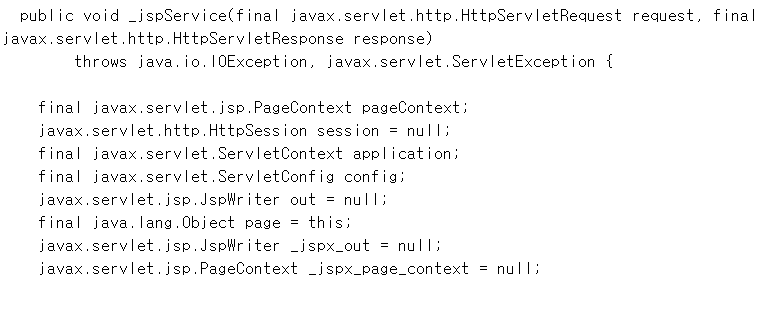 public void _jspService(final javax.servlet.http.HttpServletRequest request, final
javax.servlet.http.HttpServletResponse response)
throws java.io.IOException, javax.servlet.ServletException {
final javax.servlet.jsp.PageContext pageContext;
javax.servlet.http.HttpSession session = null;
final javax.servlet.ServletContext application;
final javax.servlet.ServletConfig config;
javax.servlet.jsp.JspWriter out = null;
final java.lang.Object page = this;
javax.servlet.jsp.JspWriter _jspx_out = null;
javax.servlet.jsp.PageContext _jspx_page_context = null;